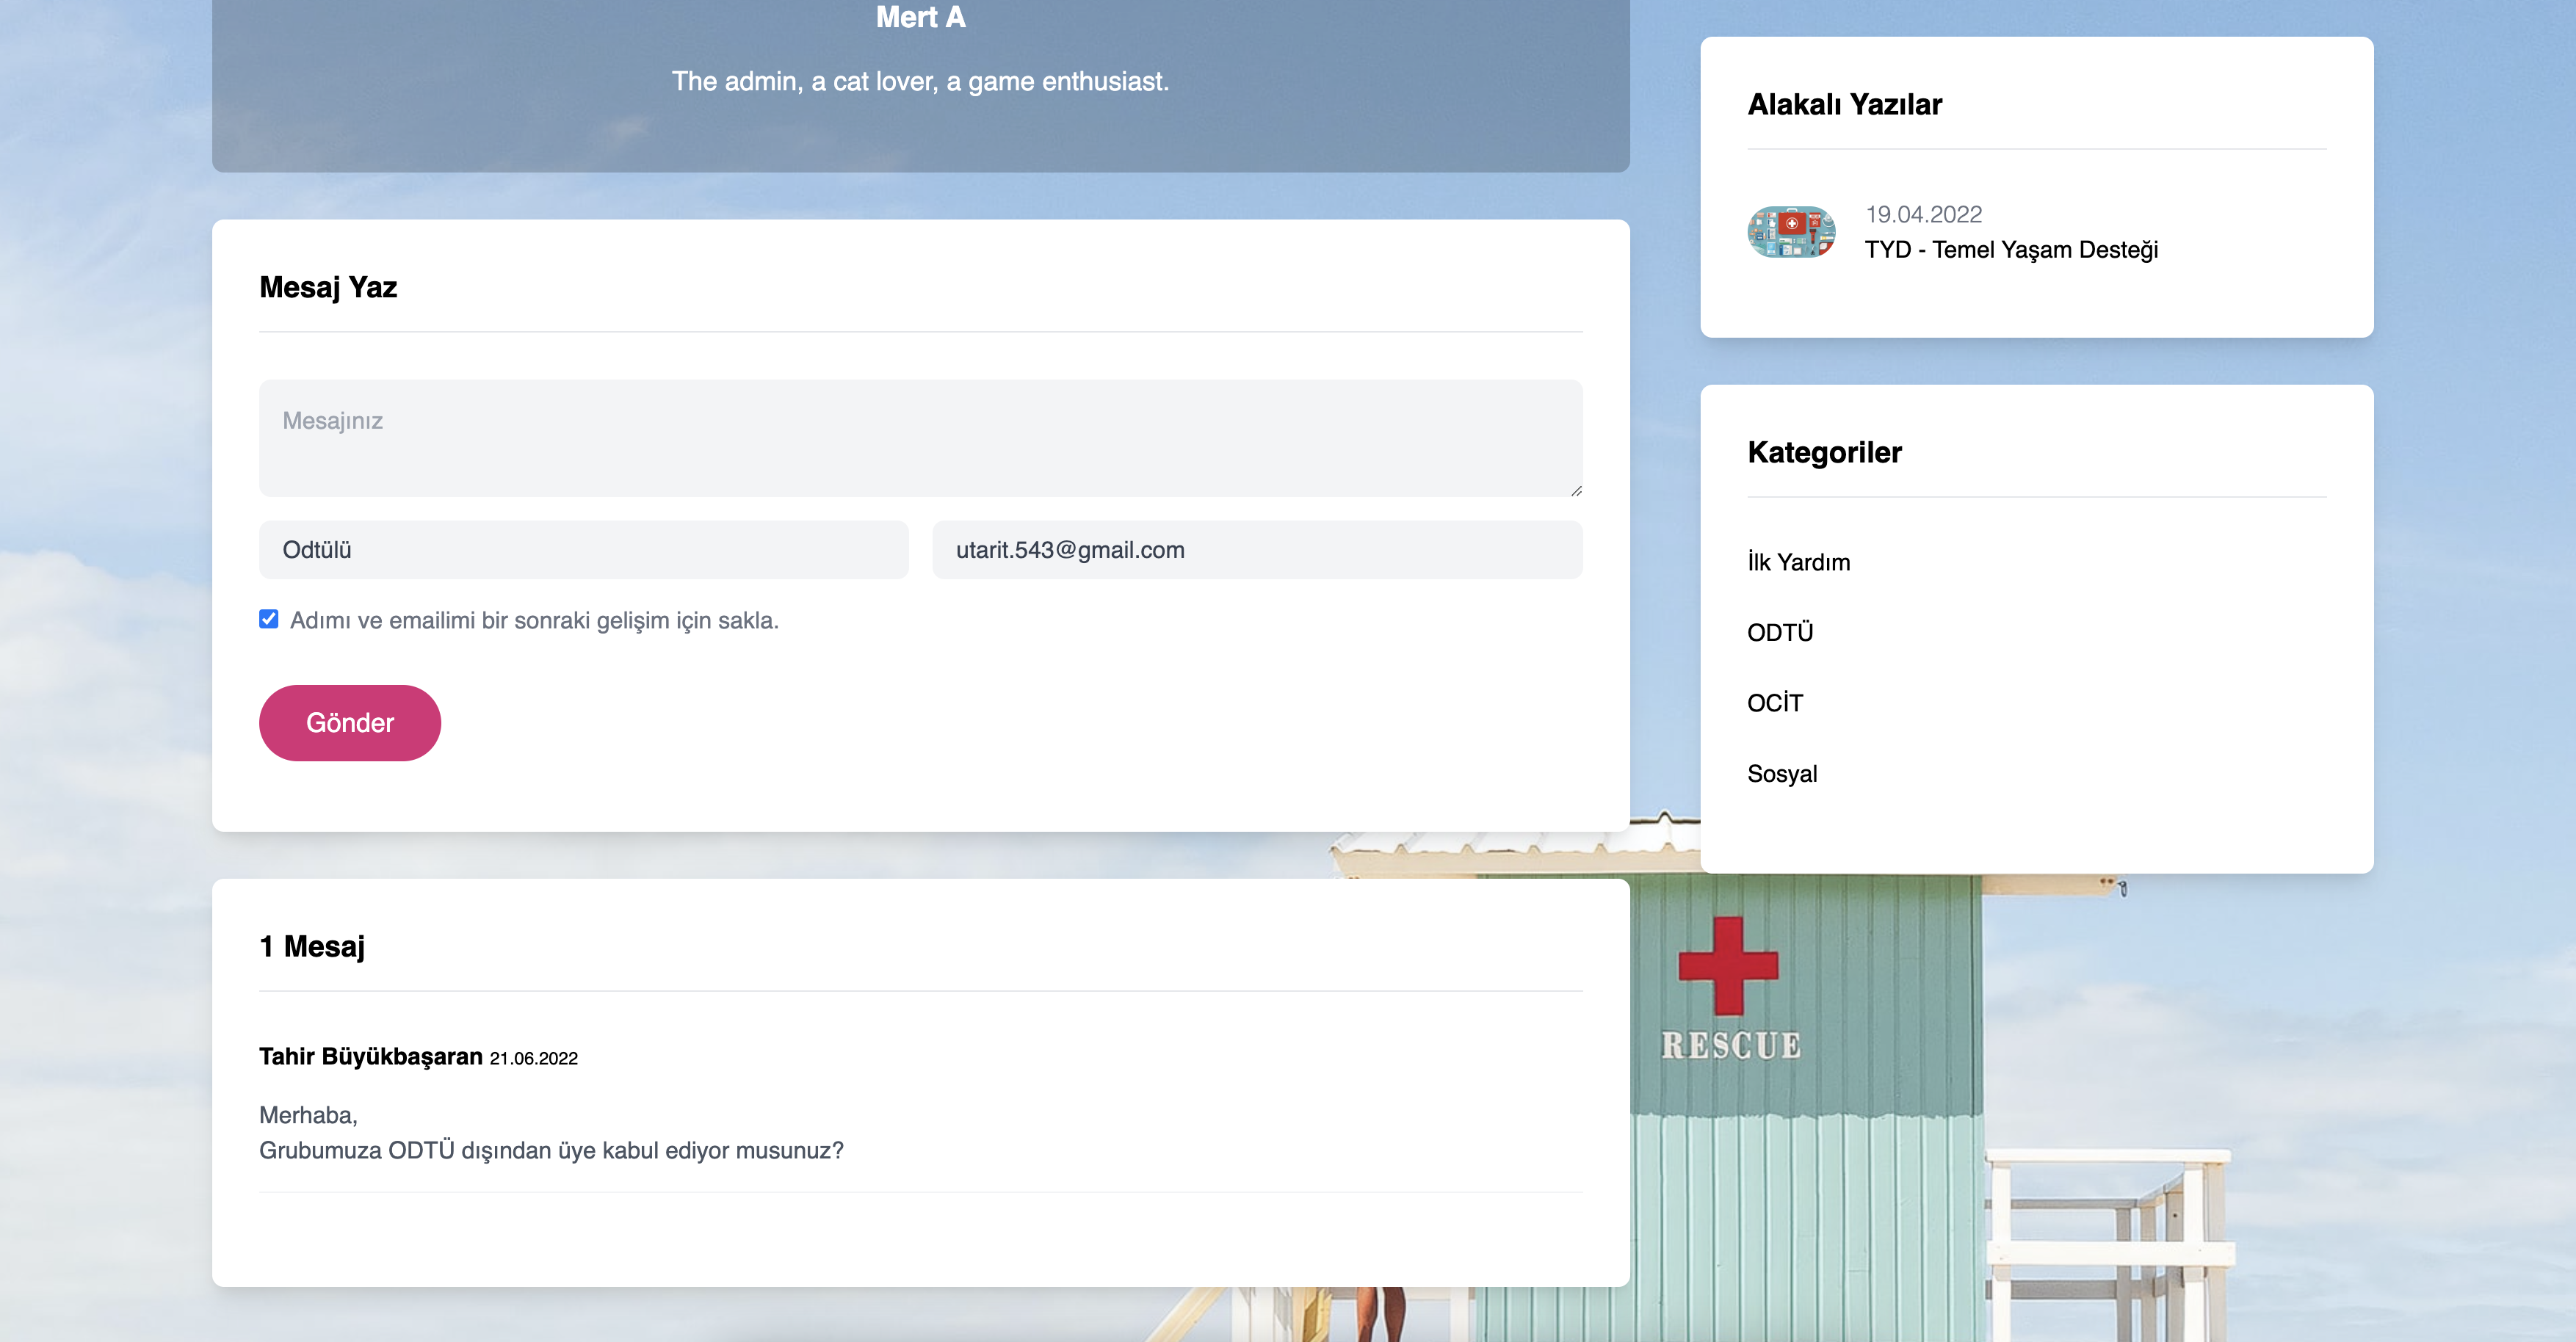 Mert A
The admin, a cat lover, a game enthusiast.
Mesaj Yaz
Mesajınız
Odtülü
utarit.543@gmail.com
Adımı ve emailimi bir sonraki gelişim için sakla.
Gönder
1 Mesaj
Tahir Büyükbaşaran 21.06.2022
Merhaba,
Grubumuza ODTÜ dışından üye kabul ediyor musunuz?
Alakalı Yazılar
19.04.2022
TYD - Temel Yaşam Desteği
Kategoriler
İlk Yardım
ODTÜ
OCİT
Sosyal
RESCUE